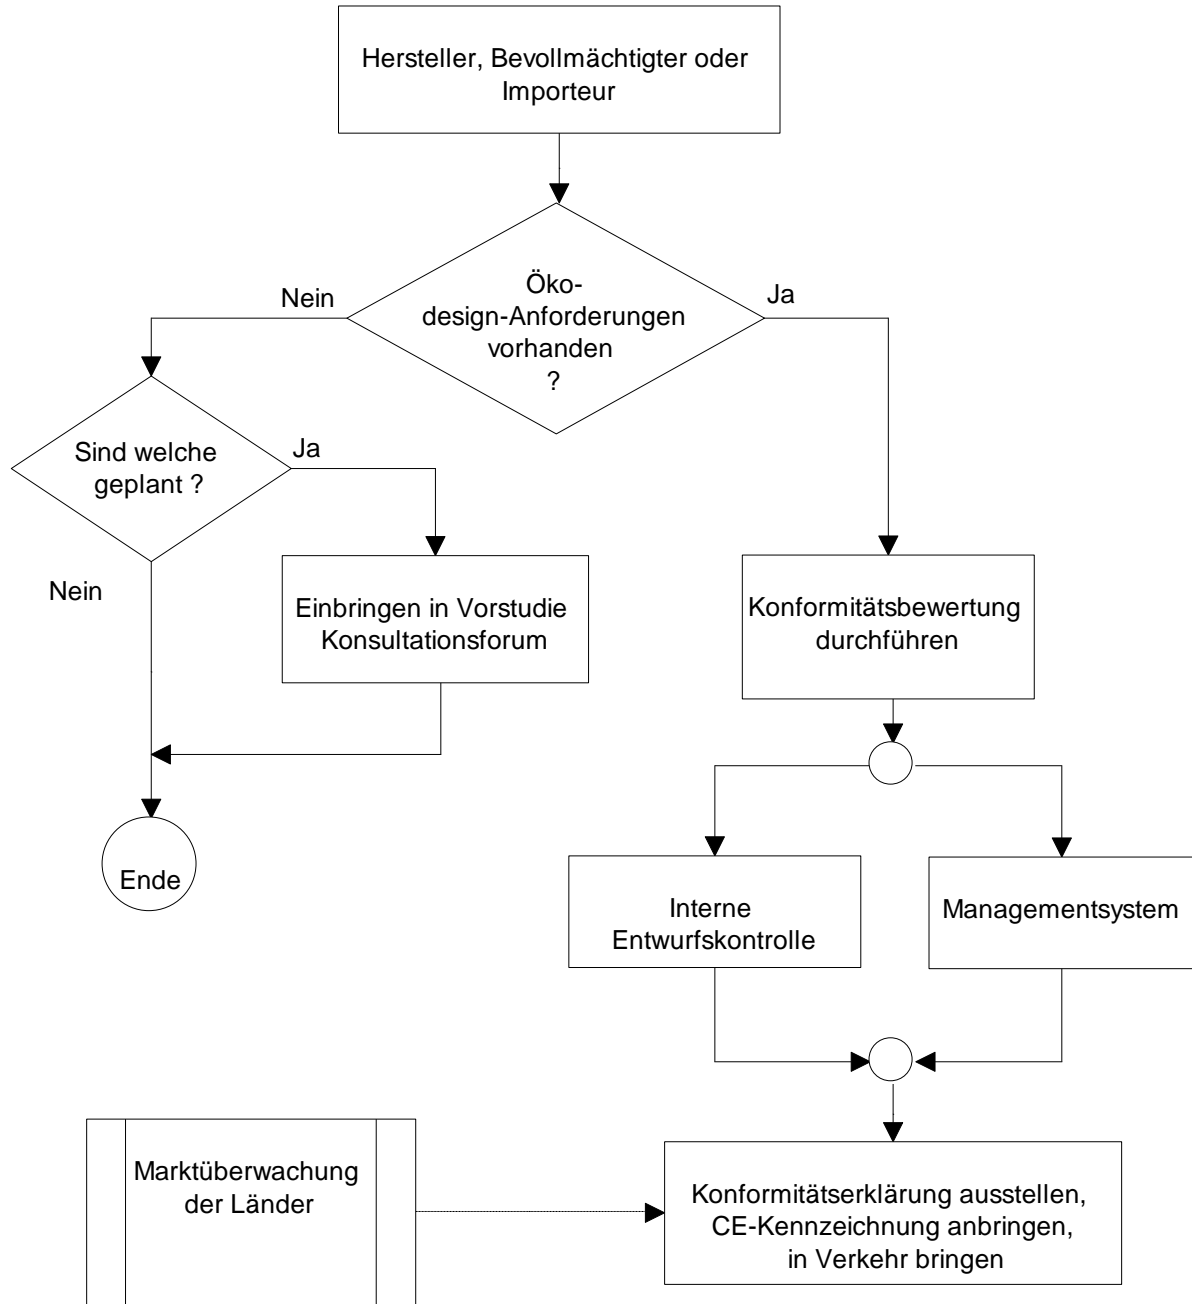 Hersteller, Bevollmächtigter oder
Importeur
Öko-
design-Anforderungen
vorhanden
?
Nein
Ja
Sind welche
geplant ?
Ja
Nein
Einbringen in Vorstudie
Konsultationsforum
Konformitätsbewertung
durchführen
Ende
Interne
Entwurfskontrolle
Managementsystem
Marktüberwachung
der Länder
Konformitätserklärung ausstellen,
CE-Kennzeichnung anbringen,
in Verkehr bringen